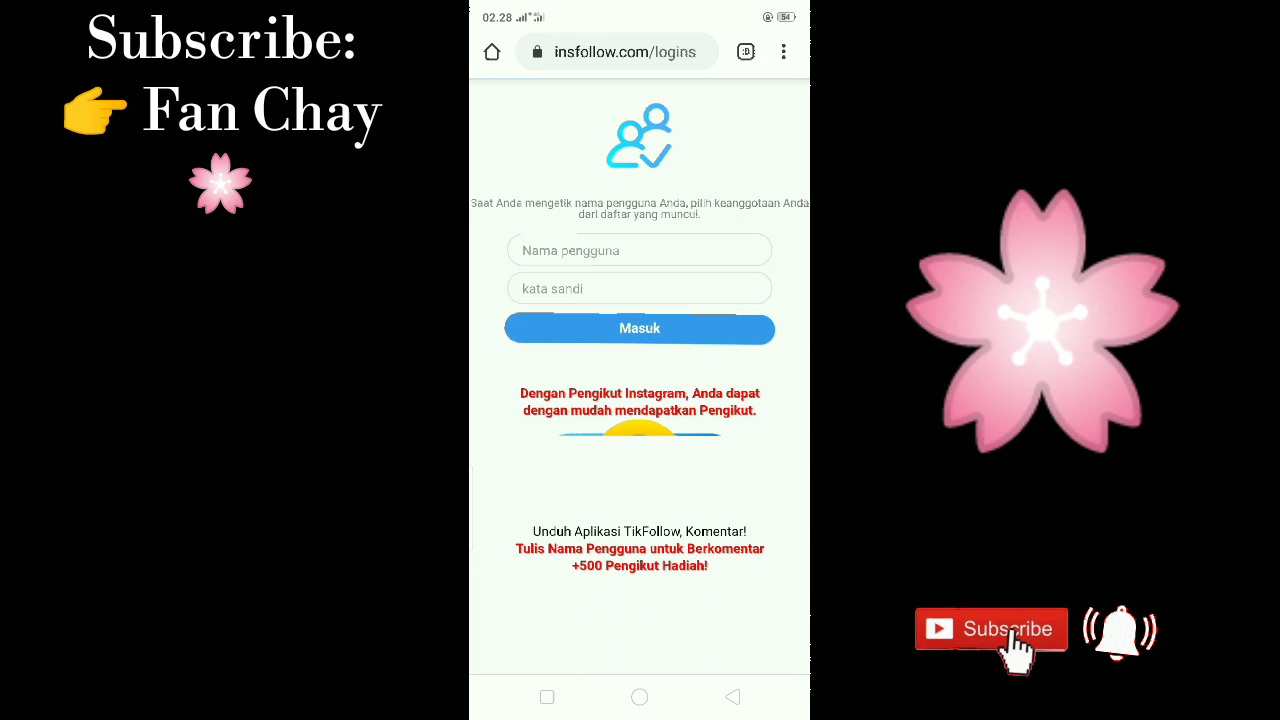 Subscribe:
👉 Fan Chay
02.28
54
insfollow.com/logins
:D
Saat Anda mengetik nama pengguna Anda, pilih keanggotaan Anda
dari daftar yang muncul.
Nama pengguna
kata sandi
Masuk
Dengan Pengikut Instagram, Anda dapat
dengan mudah mendapatkan Pengikut.
Unduh Aplikasi TikFollow, Komentar!
Tulis Nama Pengguna untuk Berkomentar
+500 Pengikut Hadiah!
Subscribe